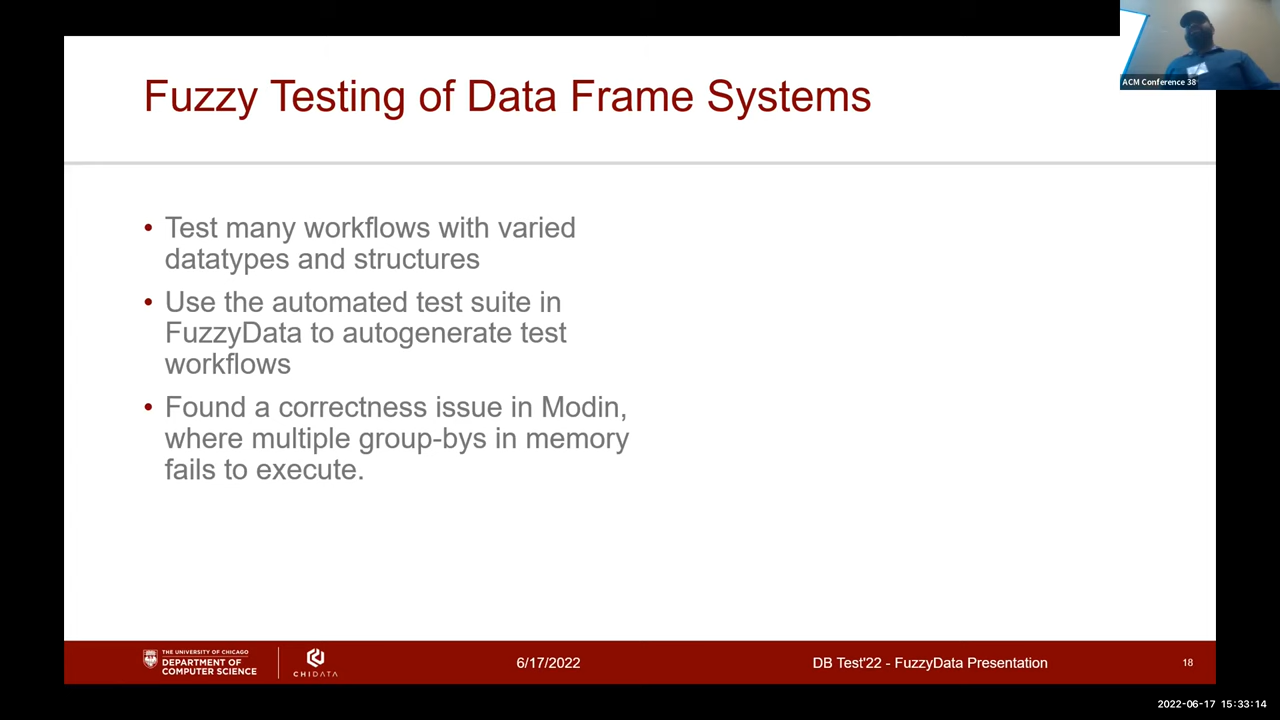 ACM Conference 38
Fuzzy Testing of Data Frame Systems
• Test many workflows with varied
datatypes and structures
• Use the automated test suite in
FuzzyData to autogenerate test
workflows
• Found a correctness issue in Modin,
where multiple group-bys in memory
fails to execute.
THE UNIVERSITY OF CHICAGO
DEPARTMENT OF
COMPUTER SCIENCE
CHIDATA
6/17/2022
DB Test'22 - FuzzyData Presentation
18
2022-06-17 15:33:14